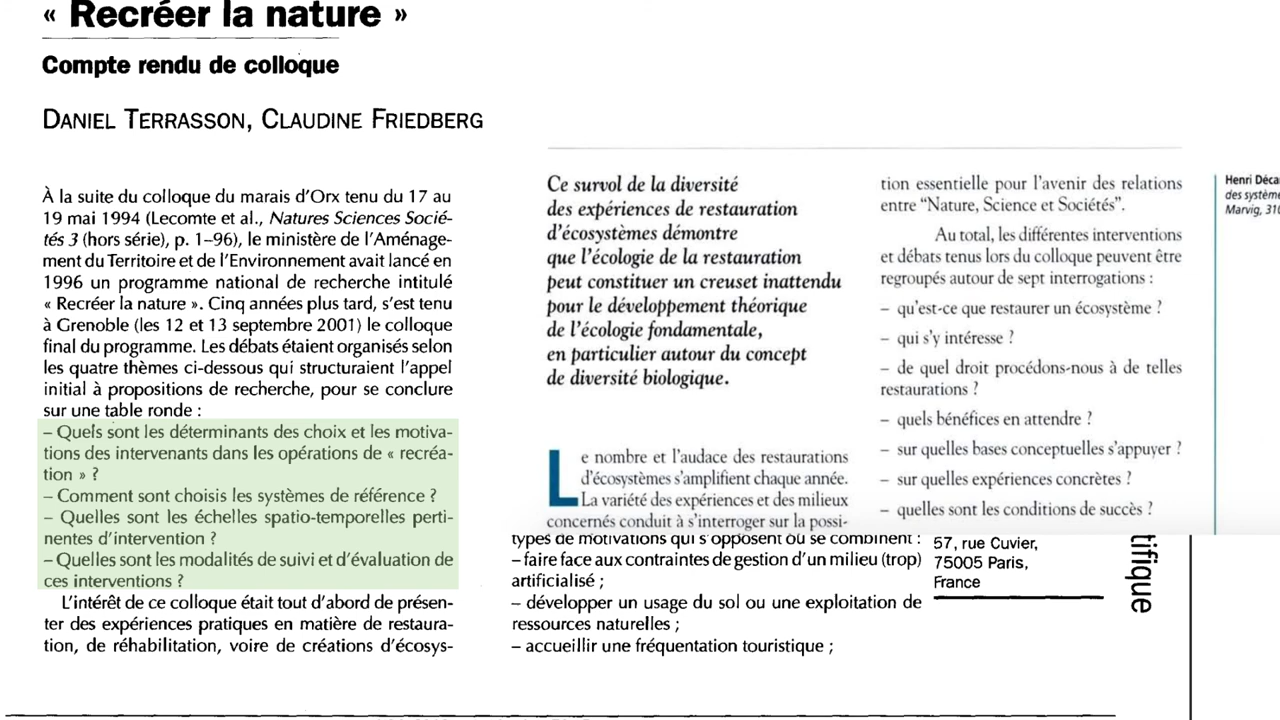 « Recréer la nature »
Compte rendu de colloque
DANIEL TERRASSON, CLAUDINE FRIEDBERG
À la suite du colloque du marais d'Orx tenu du 17 au
19 mai 1994 (Lecomte et al., Natures Sciences Socié-
tés 3 (hors série), p. 1–96), le ministère de l'Aménage-
ment du Territoire et de l'Environnement avait lancé en
1996 un programme national de recherche intitulé
« Recréer la nature ». Cinq années plus tard, s'est tenu
à Grenoble (les 12 et 13 septembre 2001) le colloque
final du programme. Les débats étaient organisés selon
les quatre thèmes ci-dessous qui structuraient l'appel
initial à propositions de recherche, pour se conclure
sur une table ronde :
– Quels sont les déterminants des choix et les motiva-
tions des intervenants dans les opérations de « recréa-
tion » ?
– Comment sont choisis les systèmes de référence ?
– Quelles sont les échelles spatio-temporelles perti-
nentes d'intervention ?
– Quelles sont les modalités de suivi et d'évaluation de
ces interventions ?
L'intérêt de ce colloque était tout d'abord de présen-
ter des expériences pratiques en matière de restaura-
tion, de réhabilitation, voire de créations d'écosys-
Ce survol de la diversité
des expériences de restauration
d'écosystèmes démontre
que l'écologie de la restauration
peut constituer un creuset inattendu
pour le développement théorique
de l'écologie fondamentale,
en particulier autour du concept
de diversité biologique.
Le nombre et l'audace des restaurations
d'écosystèmes s'amplifient chaque année.
La variété des expériences et des milieux
concernés conduit à s'interroger sur la possi-
tion essentielle pour l'avenir des relations
entre “Nature, Science et Sociétés”.
Au total, les différentes interventions
et débats tenus lors du colloque peuvent être
regroupés autour de sept interrogations :
– qu'est-ce que restaurer un écosystème ?
– qui s'y intéresse ?
– de quel droit procédons-nous à de telles
restaurations ?
– quels bénéfices en attendre ?
– sur quelles bases conceptuelles s'appuyer ?
– sur quelles expériences concrètes ?
– quelles sont les conditions de succès ?
Henri Déca
des système
Marvig, 310
types de motivations qui s'opposent ou se combinent :
– faire face aux contraintes de gestion d'un milieu (trop)
artificialisé ;
– développer un usage du sol ou une exploitation de
ressources naturelles ;
– accueillir une fréquentation touristique ;
57, rue Cuvier,
75005 Paris,
France
tifique